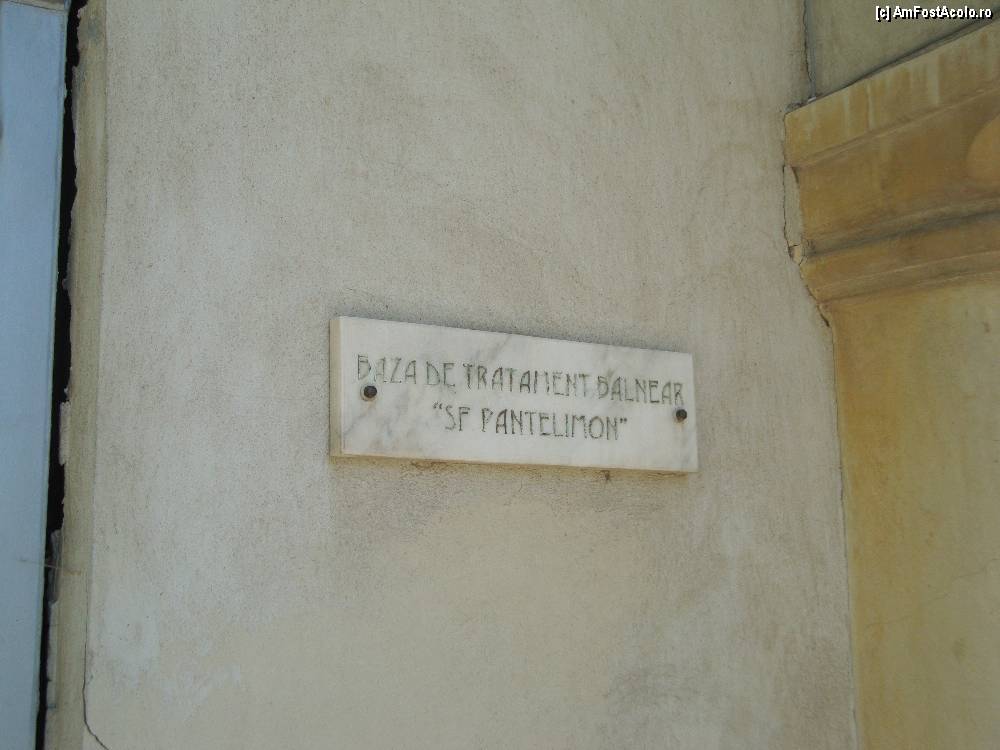 (c) AmFostAcolo.ro
BAZA DE TRATAMENT BALNEAR
“SF PANTELIMON”